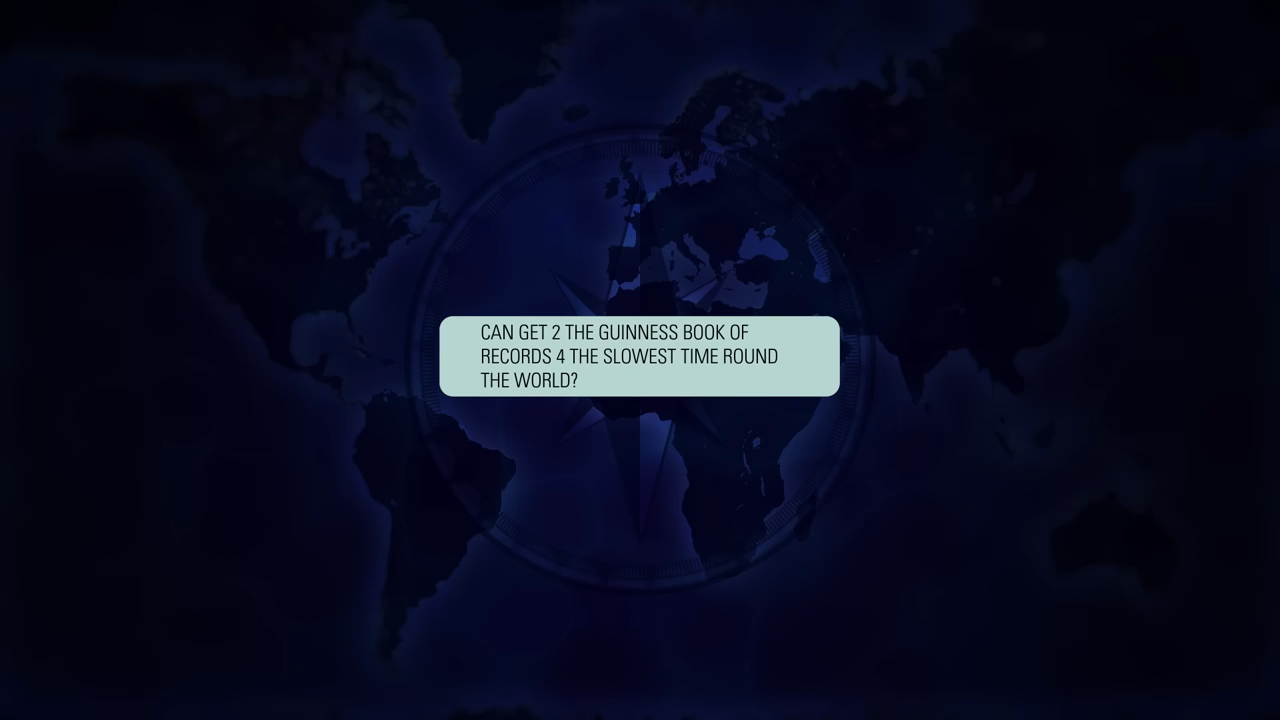 CAN GET 2 THE GUINNESS BOOK OF
RECORDS 4 THE SLOWEST TIME ROUND
THE WORLD?